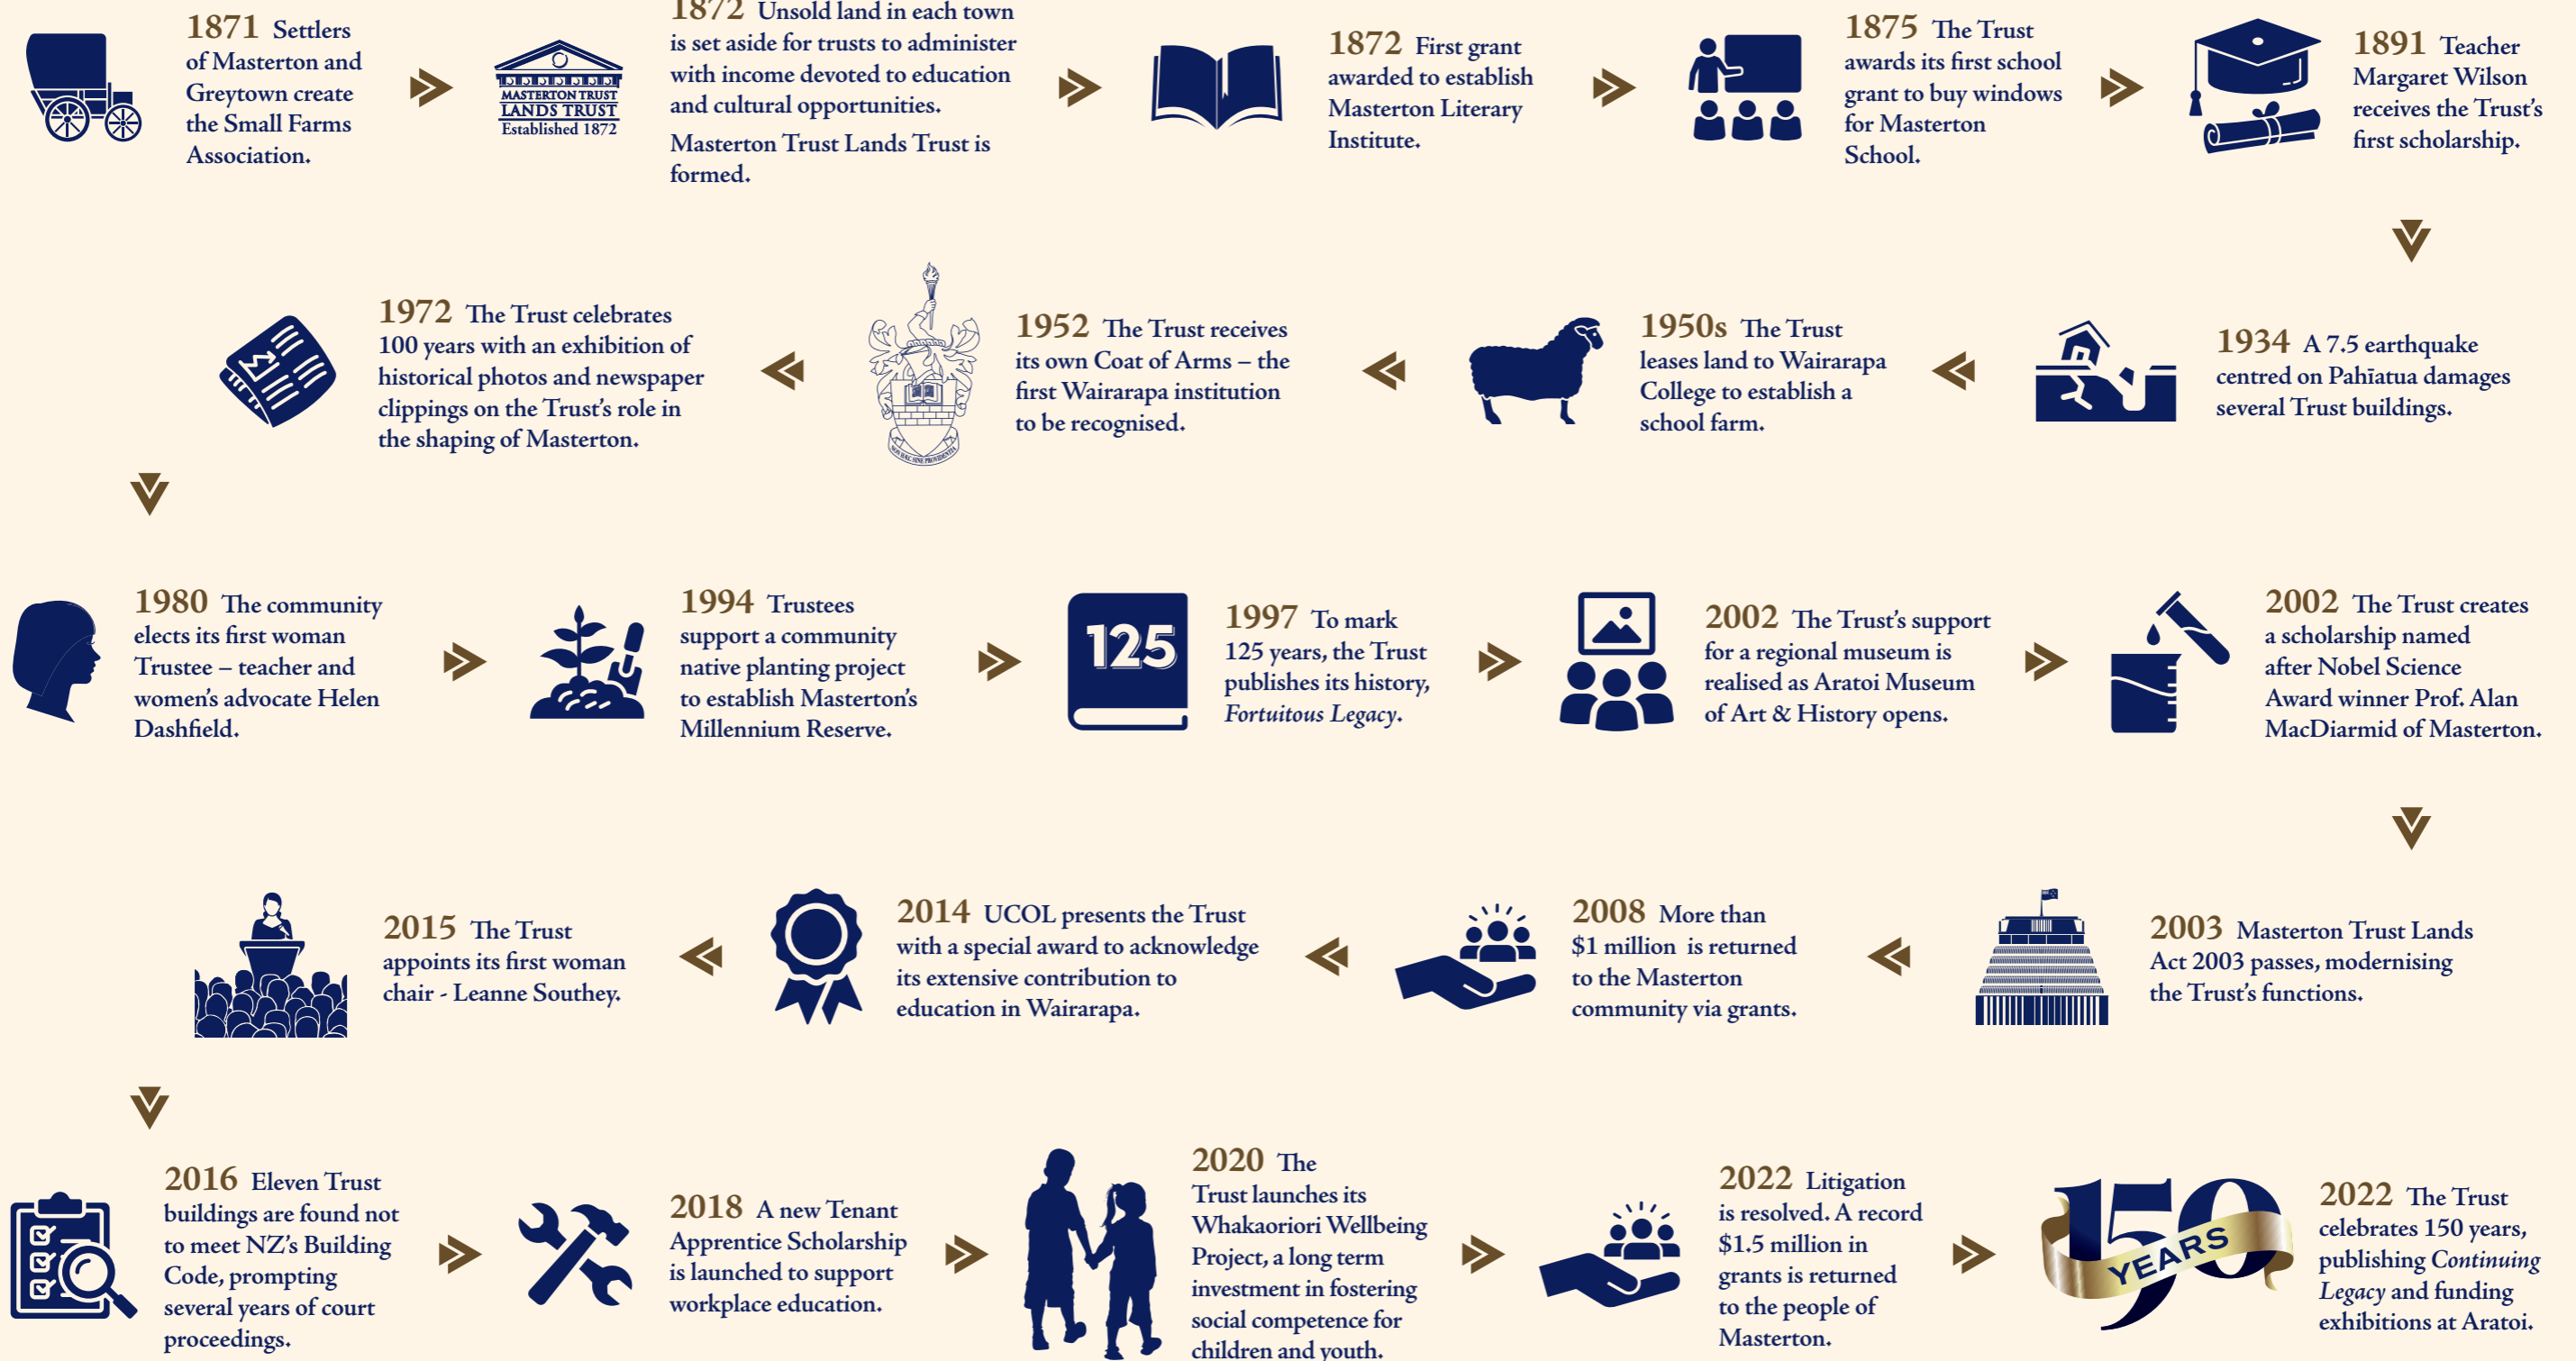 1871 Settlers
of Masterton and
Greytown create
the Small Farms
Association.
MASTERTON TRUST
LANDS TRUST
Established 1872
1872 Unsold land in each town
is set aside for trusts to administer
with income devoted to education
and cultural opportunities.
Masterton Trust Lands Trust is
formed.
1872 First grant
awarded to establish
Masterton Literary
Institute.
1875 The Trust
awards its first school
grant to buy windows
for Masterton
School.
1891 Teacher
Margaret Wilson
receives the Trust's
first scholarship.
1934 A 7.5 earthquake
centred on Pahīatua damages
several Trust buildings.
1950s The Trust
leases land to Wairarapa
College to establish a
school farm.
1952 The Trust receives
its own Coat of Arms – the
first Wairarapa institution
to be recognised.
NON HAC SINE PROVIDENTIA
1972 The Trust celebrates
100 years with an exhibition of
historical photos and newspaper
clippings on the Trust's role in
the shaping of Masterton.
1980 The community
elects its first woman
Trustee – teacher and
women's advocate Helen
Dashfield.
1994 Trustees
support a community
native planting project
to establish Masterton's
Millennium Reserve.
125
1997 To mark
125 years, the Trust
publishes its history,
Fortuitous Legacy.
2002 The Trust's support
for a regional museum is
realised as Aratoi Museum
of Art & History opens.
2002 The Trust creates
a scholarship named
after Nobel Science
Award winner Prof. Alan
MacDiarmid of Masterton.
2003 Masterton Trust Lands
Act 2003 passes, modernising
the Trust's functions.
2008 More than
$1 million is returned
to the Masterton
community via grants.
2014 UCOL presents the Trust
with a special award to acknowledge
its extensive contribution to
education in Wairarapa.
2015 The Trust
appoints its first woman
chair - Leanne Southey.
2016 Eleven Trust
buildings are found not
to meet NZ's Building
Code, prompting
several years of court
proceedings.
2018 A new Tenant
Apprentice Scholarship
is launched to support
workplace education.
2020 The
Trust launches its
Whakaoriori Wellbeing
Project, a long term
investment in fostering
social competence for
children and youth.
2022 Litigation
is resolved. A record
$1.5 million in
grants is returned
to the people of
Masterton.
150
YEARS
2022 The Trust
celebrates 150 years,
publishing Continuing
Legacy and funding
exhibitions at Aratoi.